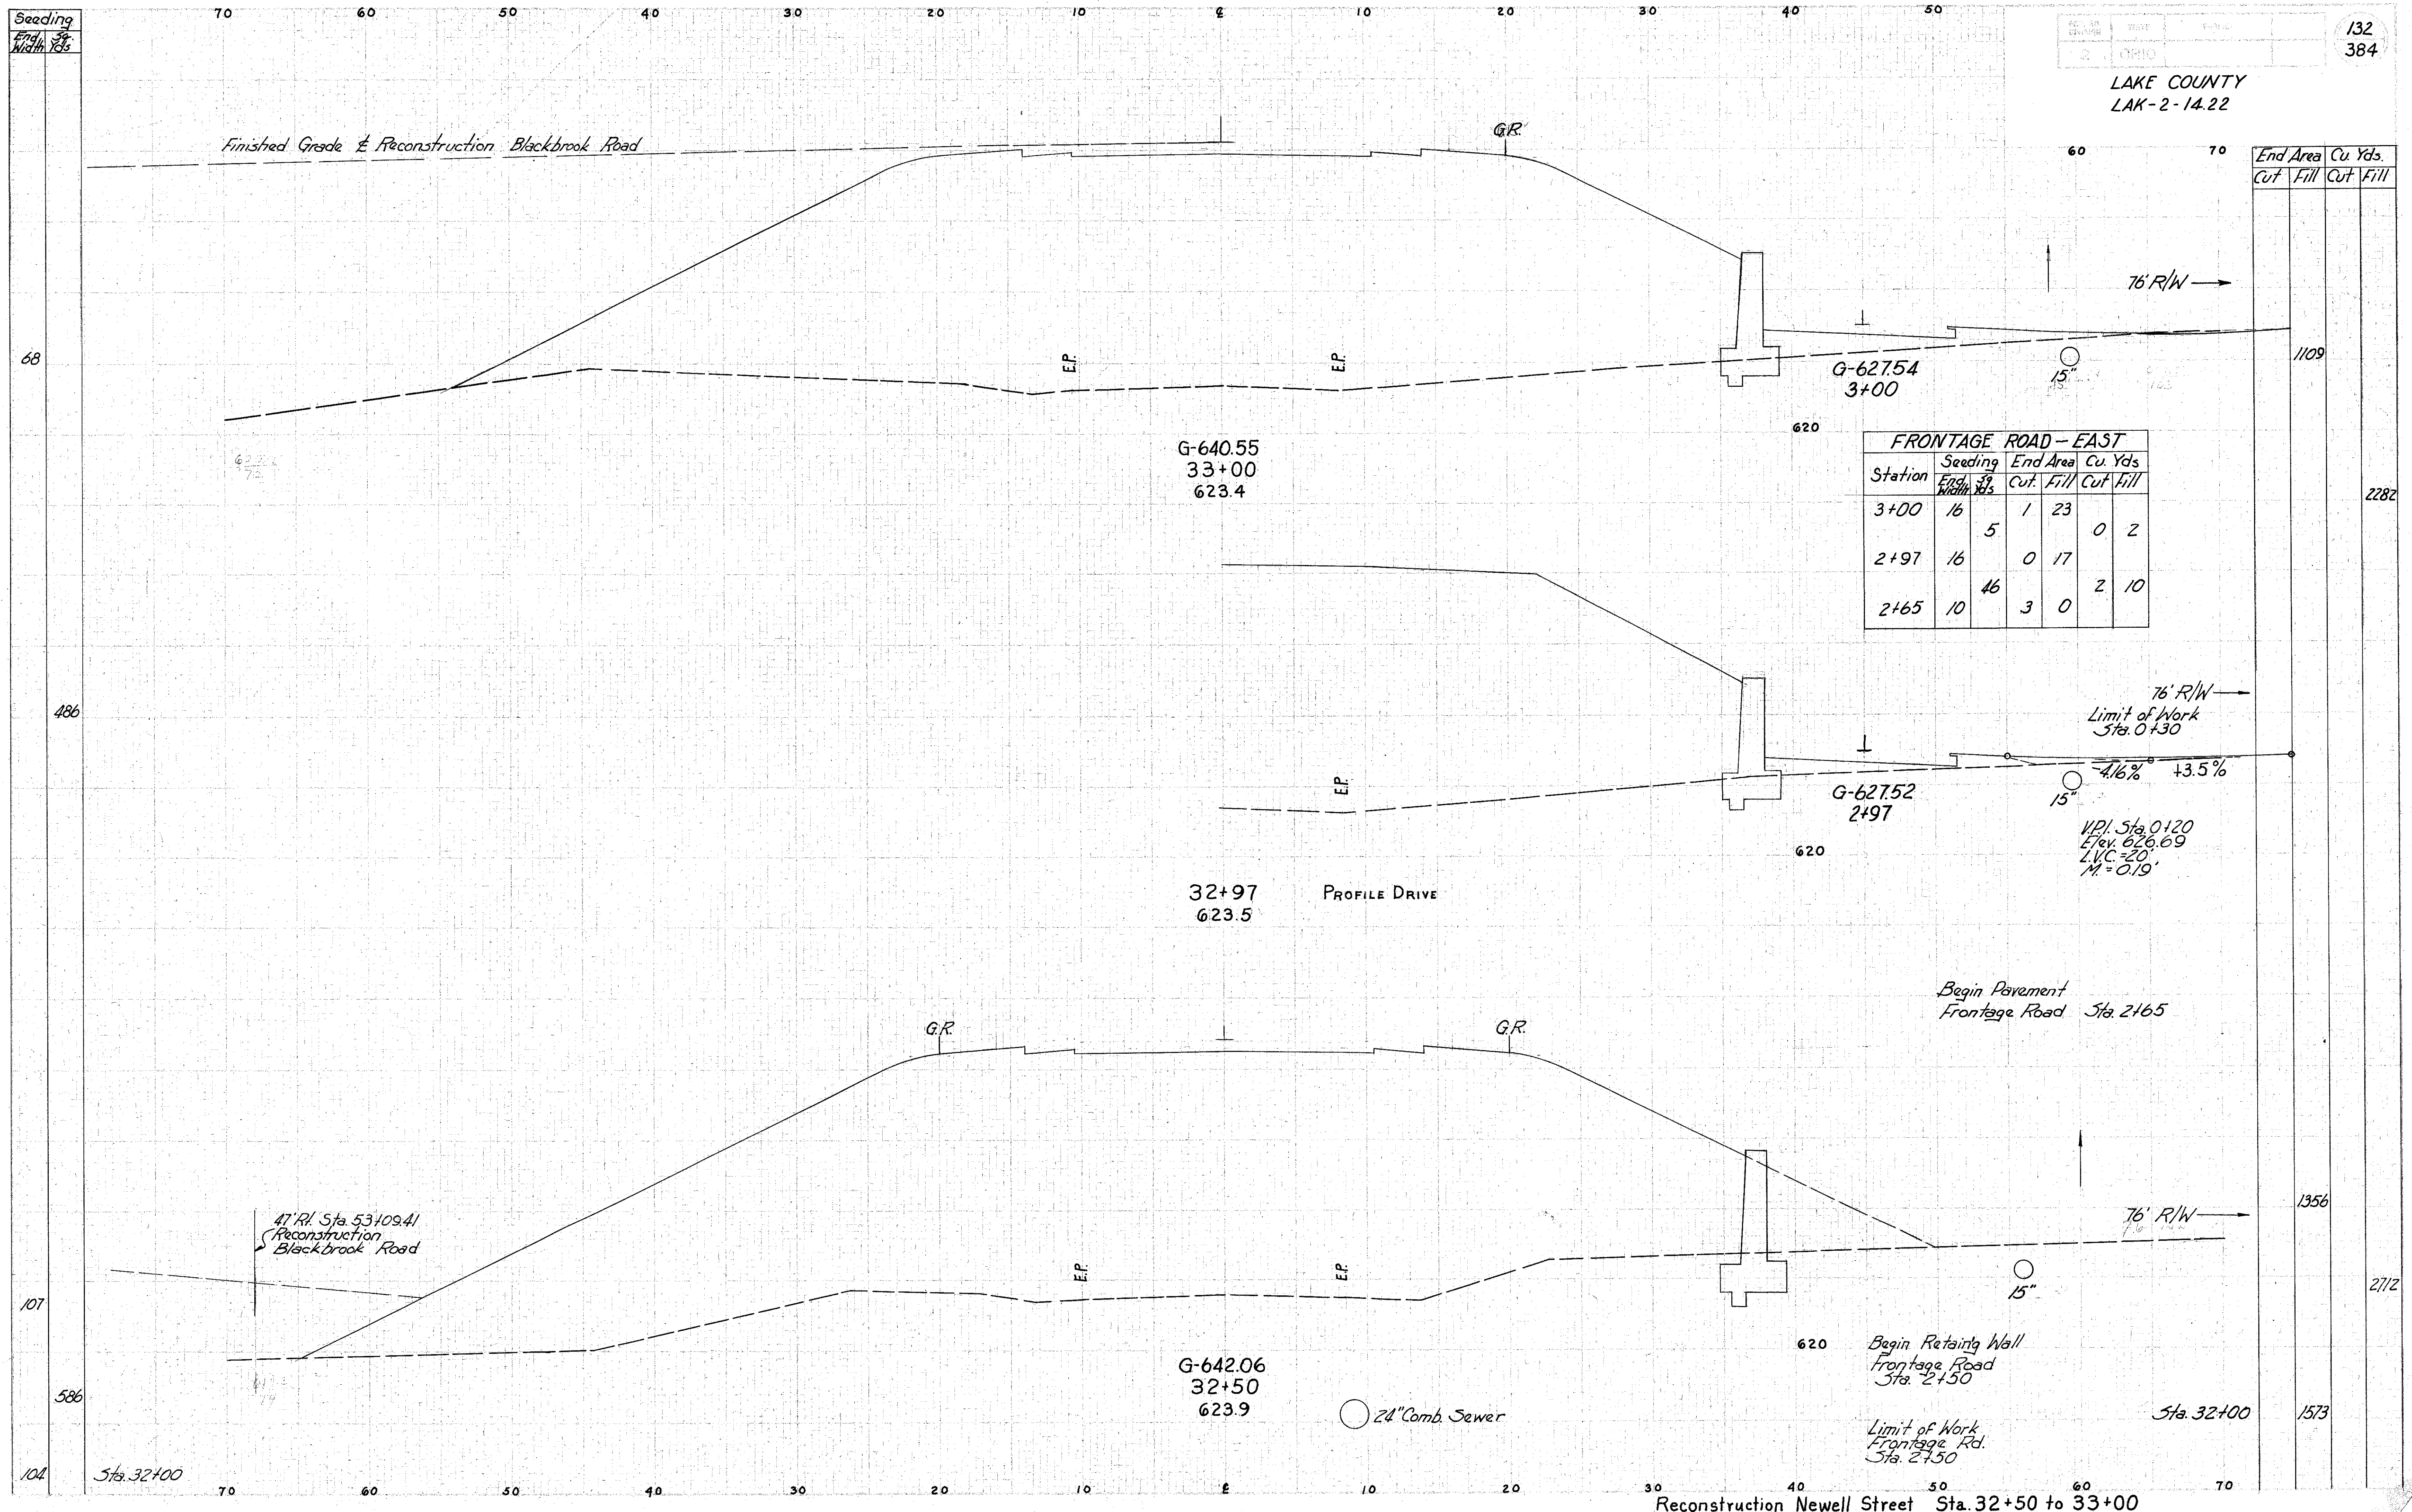 70 60 50 40 30 20 10 ℄ 10 20 30 40 50
Seeding
End Width Sq. Yds
OHIO
132
384
LAKE COUNTY
LAK-2-14.22
Finished Grade ℄ Reconstruction Blackbrook Road
G.R.
60 70
End Area Cu. Yds.
Cut Fill Cut Fill
76' R/W
68
E.P.
E.P.
1109
G-627.54
3+00
15"
620
G-640.55
33+00
623.4
FRONTAGE ROAD-EAST
Station Seeding End Area Cu. Yds
End Width Sq Yds Cut. Fill Cut Fill
3+00 16 1 23
5 0 2
2+97 16 0 17
46 2 10
2+65 10 3 0
2282
486
76' R/W
Limit of Work
Sta. 0+30
E.P.
-4.16% +3.5%
G-627.52
2+97
15"
V.P.I. Sta. 0+20
Elev. 626.69
L.V.C.=20'
M.=0.19'
620
32+97
623.5
PROFILE DRIVE
Begin Pavement
Frontage Road Sta. 2+65
G.R.
G.R.
47' Rt. Sta. 53+09.41
Reconstruction
Blackbrook Road
1356
76' R/W
E.P.
E.P.
15"
107
2712
620
Begin Retain'g Wall
Frontage Road
Sta. 2+50
G-642.06
32+50
623.9
586
24" Comb. Sewer
Limit of Work
Frontage Rd.
Sta. 2+50
Sta. 32+00
1573
104
Sta. 32+00
70 60 50 40 30 20 10 ℄ 10 20 30 40 50 60 70
Reconstruction Newell Street Sta. 32+50 to 33+00